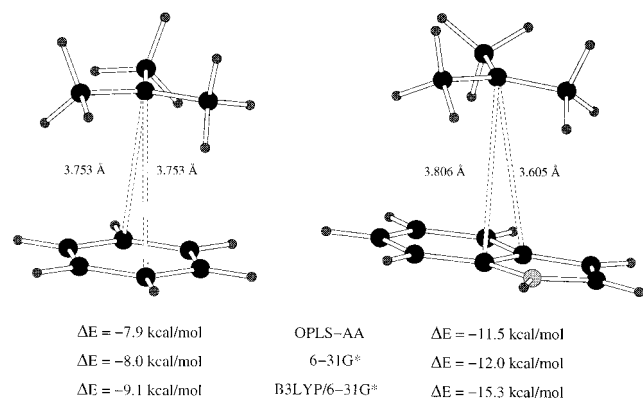 3.753 Å 3.753 Å 3.806 Å 3.605 Å
ΔE = −7.9 kcal/mol OPLS−AA ΔE = −11.5 kcal/mol
ΔE = −8.0 kcal/mol 6−31G* ΔE = −12.0 kcal/mol
ΔE = −9.1 kcal/mol B3LYP/6−31G* ΔE = −15.3 kcal/mol